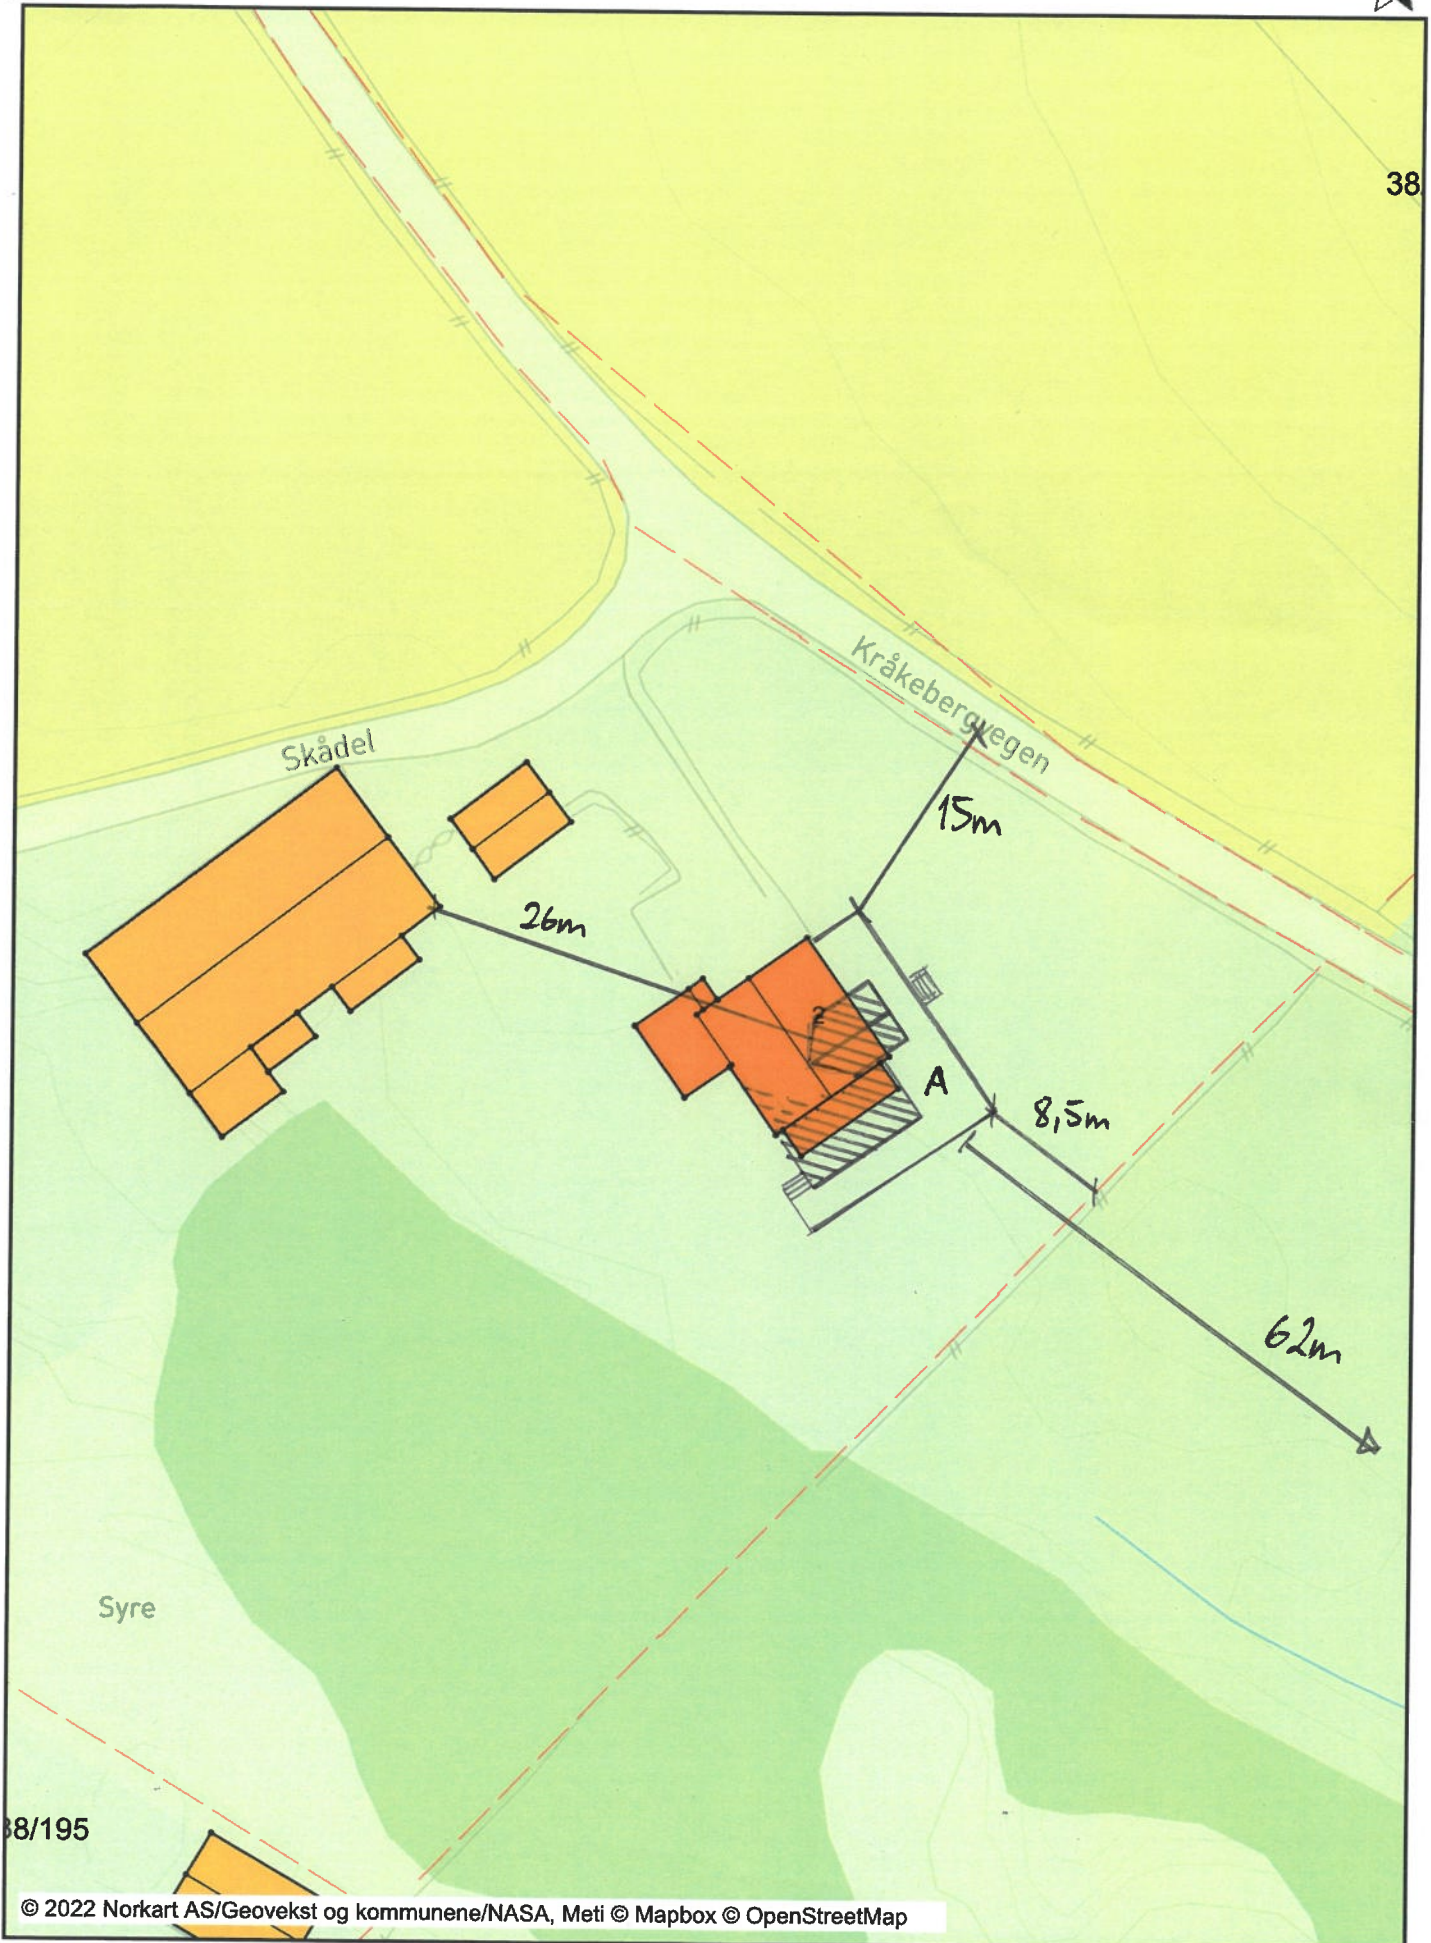 38
Kråkebergvegen
Skådel
15m
26m
2
A
8,5m
62m
Syre
38/195
© 2022 Norkart AS/Geovekst og kommunene/NASA, Meti © Mapbox © OpenStreetMap